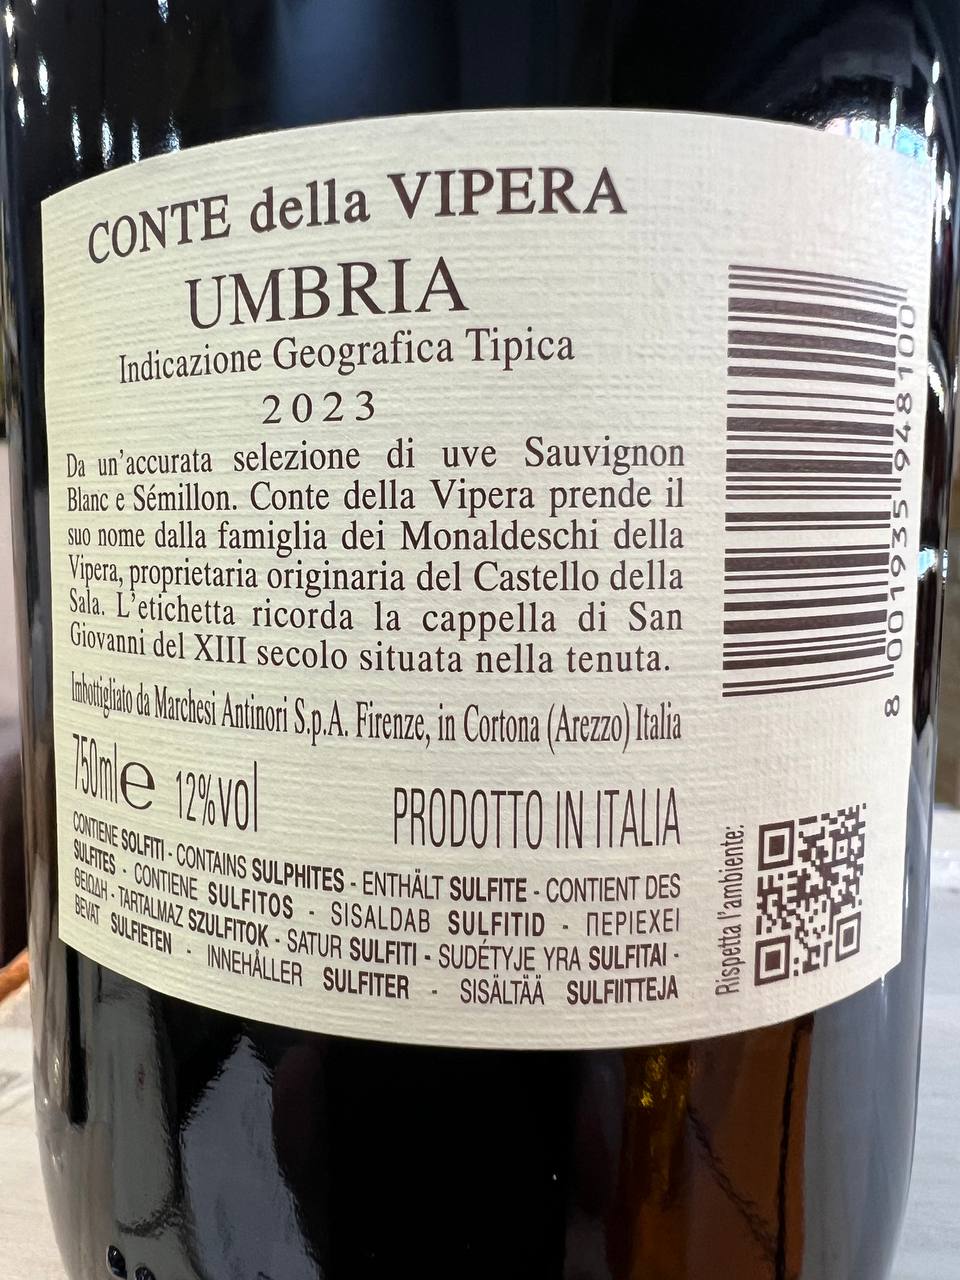 CONTE della VIPERA
UMBRIA
Indicazione Geografica Tipica
2023
Da un'accurata selezione di uve Sauvignon
Blanc e Sémillon. Conte della Vipera prende il
suo nome dalla famiglia dei Monaldeschi della
Vipera, proprietaria originaria del Castello della
Sala. L'etichetta ricorda la cappella di San
Giovanni del XIII secolo situata nella tenuta.
Imbottigliato da Marchesi Antinori S.p.A. Firenze, in Cortona (Arezzo) Italia
750ml e 12%vol PRODOTTO IN ITALIA
CONTIENE SOLFITI - CONTAINS SULPHITES - ENTHÄLT SULFITE - CONTIENT DES
SULFITES - CONTIENE SULFITOS - SISALDAB SULFITID - ΠΕΡΙΕΧΕΙ
ΘΕΙΩΔΗ - TARTALMAZ SZULFITOK - SATUR SULFITI - SUDÉTYJE YRA SULFITAI -
BEVAT SULFIETEN - INNEHÅLLER SULFITER - SISÄLTÄÄ SULFIITTEJA
8 001935 948100
Rispetta l'ambiente: